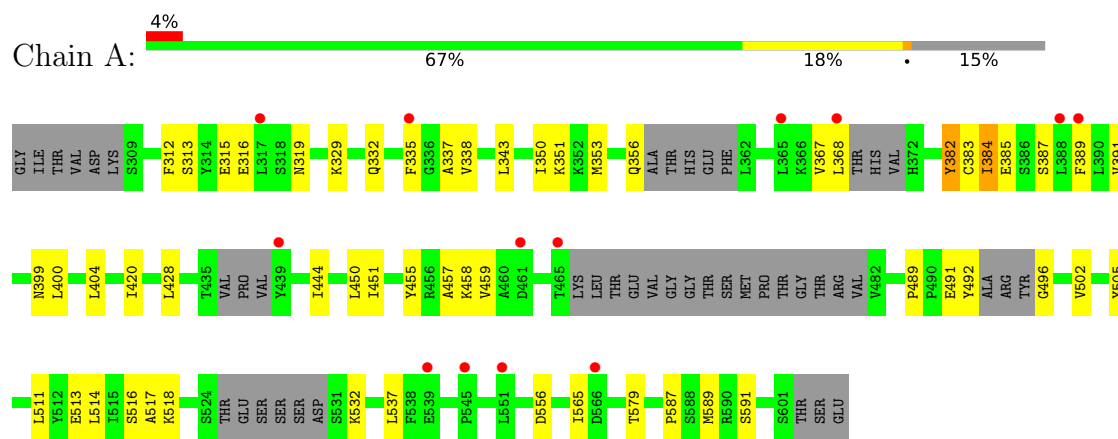 4%
Chain A:
67% 18% • 15%
GLY ILE THR VAL ASP LYS S309 F312 S313 Y314 E315 E316 L317 S318 N319 K329 Q332 F335 G336 A337 V338 L343 I350 K351 K352 M353 Q356 ALA THR HIS GLU PHE L362 L365 K366 V367 L368 THR HIS VAL H372 Y382 C383 I384 E385 S386 S387 L388 F389 L390
N399 L400 L404 I420 L428 T435 VAL PRO VAL Y439 I444 L450 I451 Y455 R456 A457 K458 V459 A460 D461 T465 LYS LEU THR GLU VAL GLY GLY THR SER MET PRO THR GLY THR ARG VAL V482 P489 P490 E491 Y492 ALA ARG TYR G496 V502
L511 Y512 E513 L514 I515 S516 A517 K518 S524 THR GLU SER SER SER ASP S531 K532 L537 F538 E539 P545 L551 D556 I565 D566 T579 P587 S588 M589 R590 S591 S601 THR SER GLU